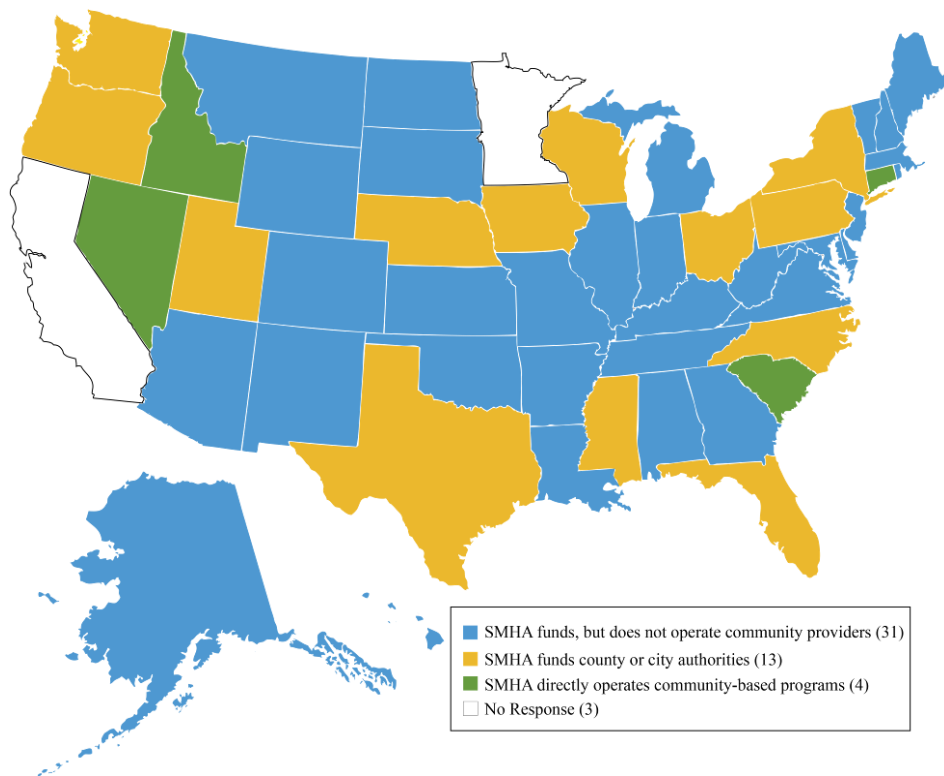 SMHA funds, but does not operate community providers (31)
SMHA funds county or city authorities (13)
SMHA directly operates community-based programs (4)
No Response (3)